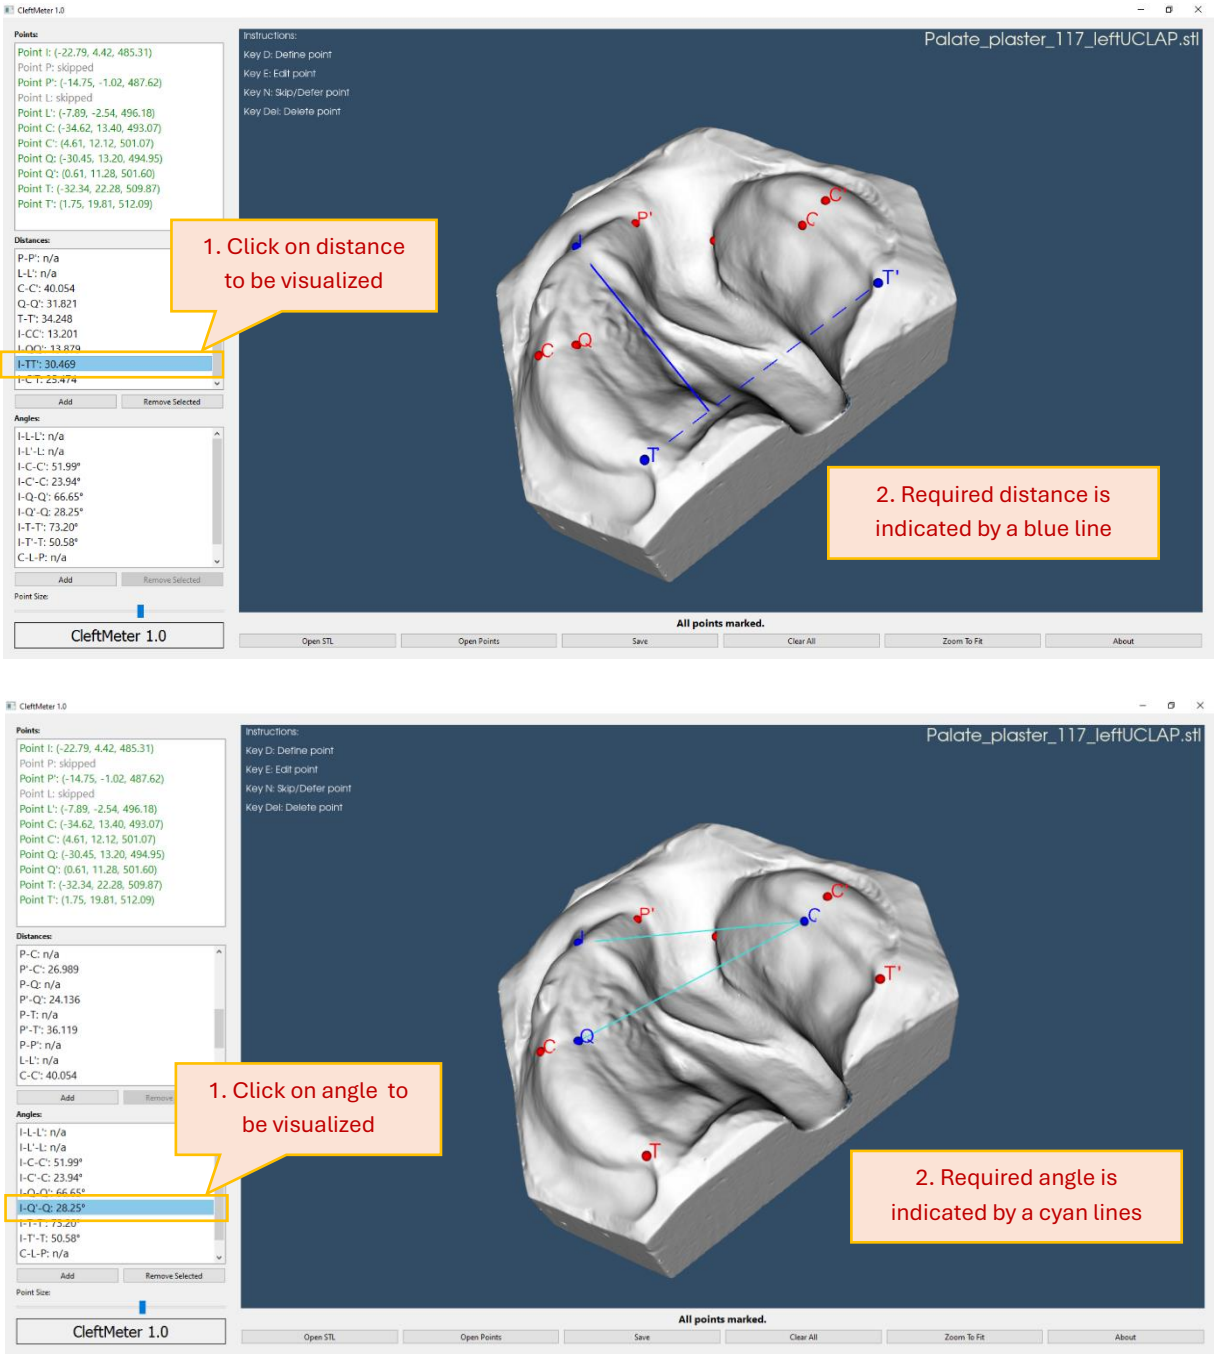 CleftMeter 1.0
Points:
Point I: (-22.79, 4.42, 485.31)
Point P: skipped
Point P': (-14.75, -1.02, 487.62)
Point L: skipped
Point L': (-7.89, -2.54, 496.18)
Point C: (-34.62, 13.40, 493.07)
Point C': (4.61, 12.12, 501.07)
Point Q: (-30.45, 13.20, 494.95)
Point Q': (0.61, 11.28, 501.60)
Point T: (-32.34, 22.28, 509.87)
Point T': (1.75, 19.81, 512.09)
Distances:
P-P': n/a
L-L': n/a
C-C': 40.054
Q-Q': 31.821
T-T': 34.248
I-CC': 13.201
I-QQ': 13.879
I-TT': 30.469
I-C'T: 25.474
Add
Remove Selected
Angles:
I-L-L': n/a
I-L'-L: n/a
I-C-C': 51.99°
I-C'-C: 23.94°
I-Q-Q': 66.65°
I-Q'-Q: 28.25°
I-T-T': 73.20°
I-T'-T: 50.58°
C-L-P: n/a
Add
Remove Selected
Point Size:
CleftMeter 1.0
Instructions:
Key D: Define point
Key E: Edit point
Key N: Skip/Defer point
Key Del: Delete point
Palate_plaster_117_leftUCLAP.stl
I
P'
C'
C
T'
Q
C
T
1. Click on distance
to be visualized
2. Required distance is
indicated by a blue line
All points marked.
Open STL
Open Points
Save
Clear All
Zoom To Fit
About
CleftMeter 1.0
Points:
Point I: (-22.79, 4.42, 485.31)
Point P: skipped
Point P': (-14.75, -1.02, 487.62)
Point L: skipped
Point L': (-7.89, -2.54, 496.18)
Point C: (-34.62, 13.40, 493.07)
Point C': (4.61, 12.12, 501.07)
Point Q: (-30.45, 13.20, 494.95)
Point Q': (0.61, 11.28, 501.60)
Point T: (-32.34, 22.28, 509.87)
Point T': (1.75, 19.81, 512.09)
Distances:
P-C: n/a
P'-C': 26.989
P-Q: n/a
P'-Q': 24.136
P-T: n/a
P'-T': 36.119
P-P': n/a
L-L': n/a
C-C': 40.054
Add
Remove
Angles:
I-L-L': n/a
I-L'-L: n/a
I-C-C': 51.99°
I-C'-C: 23.94°
I-Q-Q': 66.65°
I-Q'-Q: 28.25°
I-T-T': 73.20°
I-T'-T: 50.58°
C-L-P: n/a
Add
Remove Selected
Point Size:
CleftMeter 1.0
Instructions:
Key D: Define point
Key E: Edit point
Key N: Skip/Defer point
Key Del: Delete point
Palate_plaster_117_leftUCLAP.stl
C'
P'
C
I
T'
Q
C
T
1. Click on angle to
be visualized
2. Required angle is
indicated by a cyan lines
All points marked.
Open STL
Open Points
Save
Clear All
Zoom To Fit
About